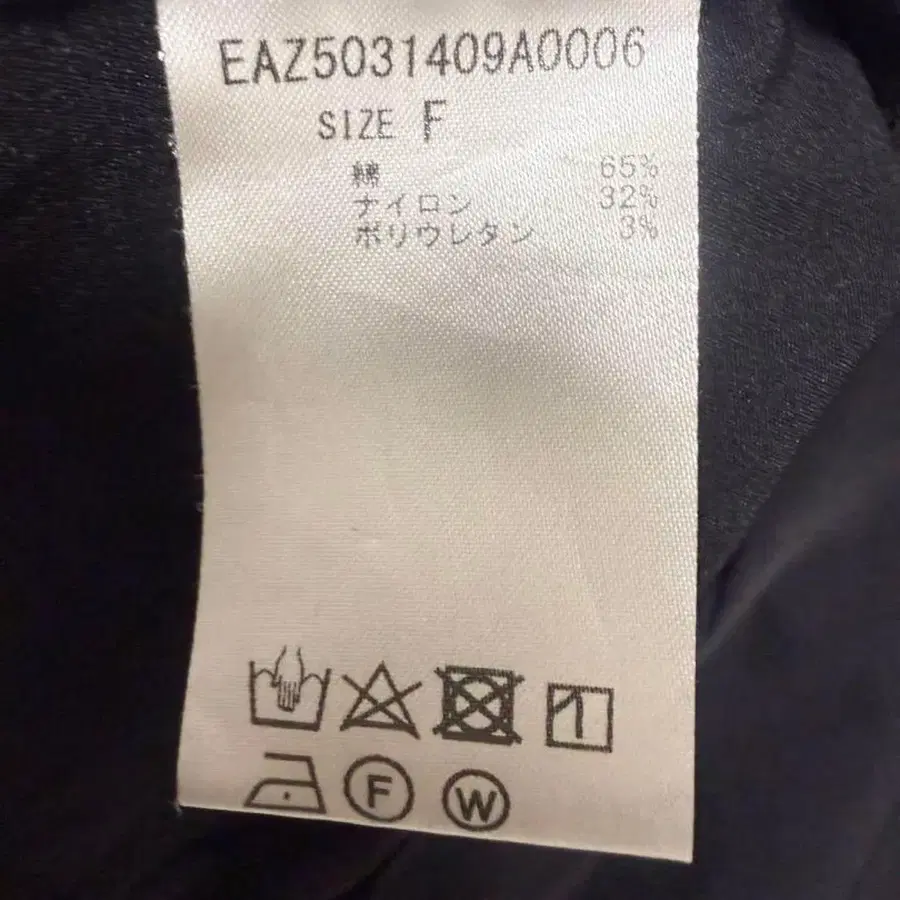 EAZ5031409A0006
SIZE F
綿 65%
ナイロン 32%
ポリウレタン 3%
F W